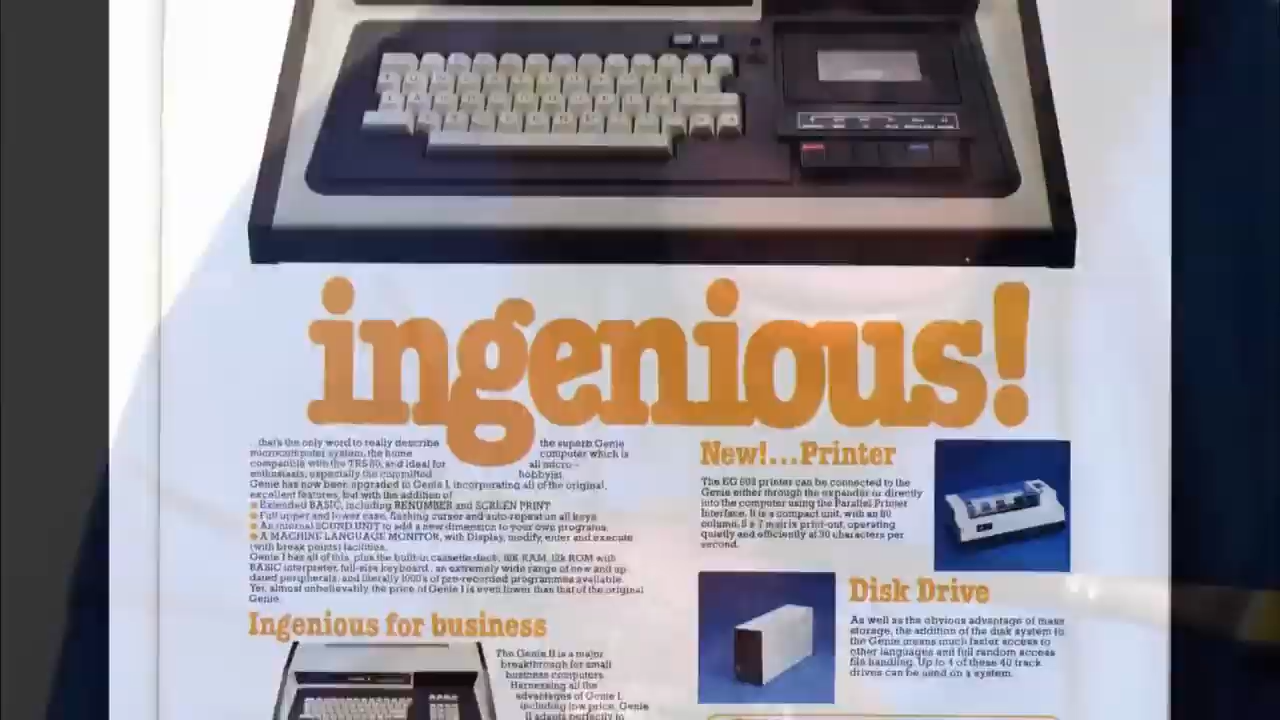 ingenious!
...that's the only word to really describe the superb Genie
microcomputer system, the home computer which is
compatible with the TRS 80, and ideal for all micro-
enthusiasts, especially the committed hobbyist.
Genie has now been upgraded to Genie I, incorporating all of the original,
excellent features, but with the addition of
Extended BASIC, including RENUMBER and SCREEN PRINT
Full upper and lower case, flashing cursor and auto-repeat on all keys
An internal SOUND UNIT to add a new dimension to your own programs.
A MACHINE LANGUAGE MONITOR, with Display, modify, enter and execute
(with break points) facilities.
Genie I has all of this, plus the built-in cassette deck, 16K RAM, 12k ROM with
BASIC interpreter, full-size keyboard, an extremely wide range of new and up
dated peripherals, and literally 1000's of pre-recorded programmes available.
Yet, almost unbelievably the price of Genie I is even lower than that of the original
Genie.
Ingenious for business
The Genie II is a major
breakthrough for small
business computers.
Harnessing all the
advantages of Genie I,
including low price, Genie
II adapts perfectly to
New!...Printer
The EG 602 printer can be connected to the
Genie either through the expander or directly
into the computer using the Parallel Printer
Interface. It is a compact unit, with an 80
column, 5 x 7 matrix print-out, operating
quietly and efficiently at 30 characters per
second.
Disk Drive
As well as the obvious advantage of mass
storage, the addition of the disk system to
the Genie means much faster access to
other languages and full random access
file handling. Up to 4 of these 40 track
drives can be used on a system.